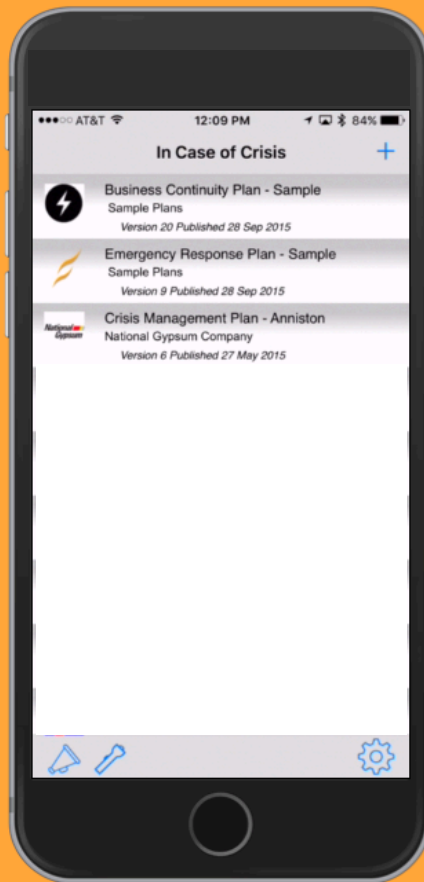 AT&T 12:09 PM 84%
In Case of Crisis +
Business Continuity Plan - Sample
Sample Plans
Version 20 Published 28 Sep 2015
Emergency Response Plan - Sample
Sample Plans
Version 9 Published 28 Sep 2015
National Gypsum
Crisis Management Plan - Anniston
National Gypsum Company
Version 6 Published 27 May 2015